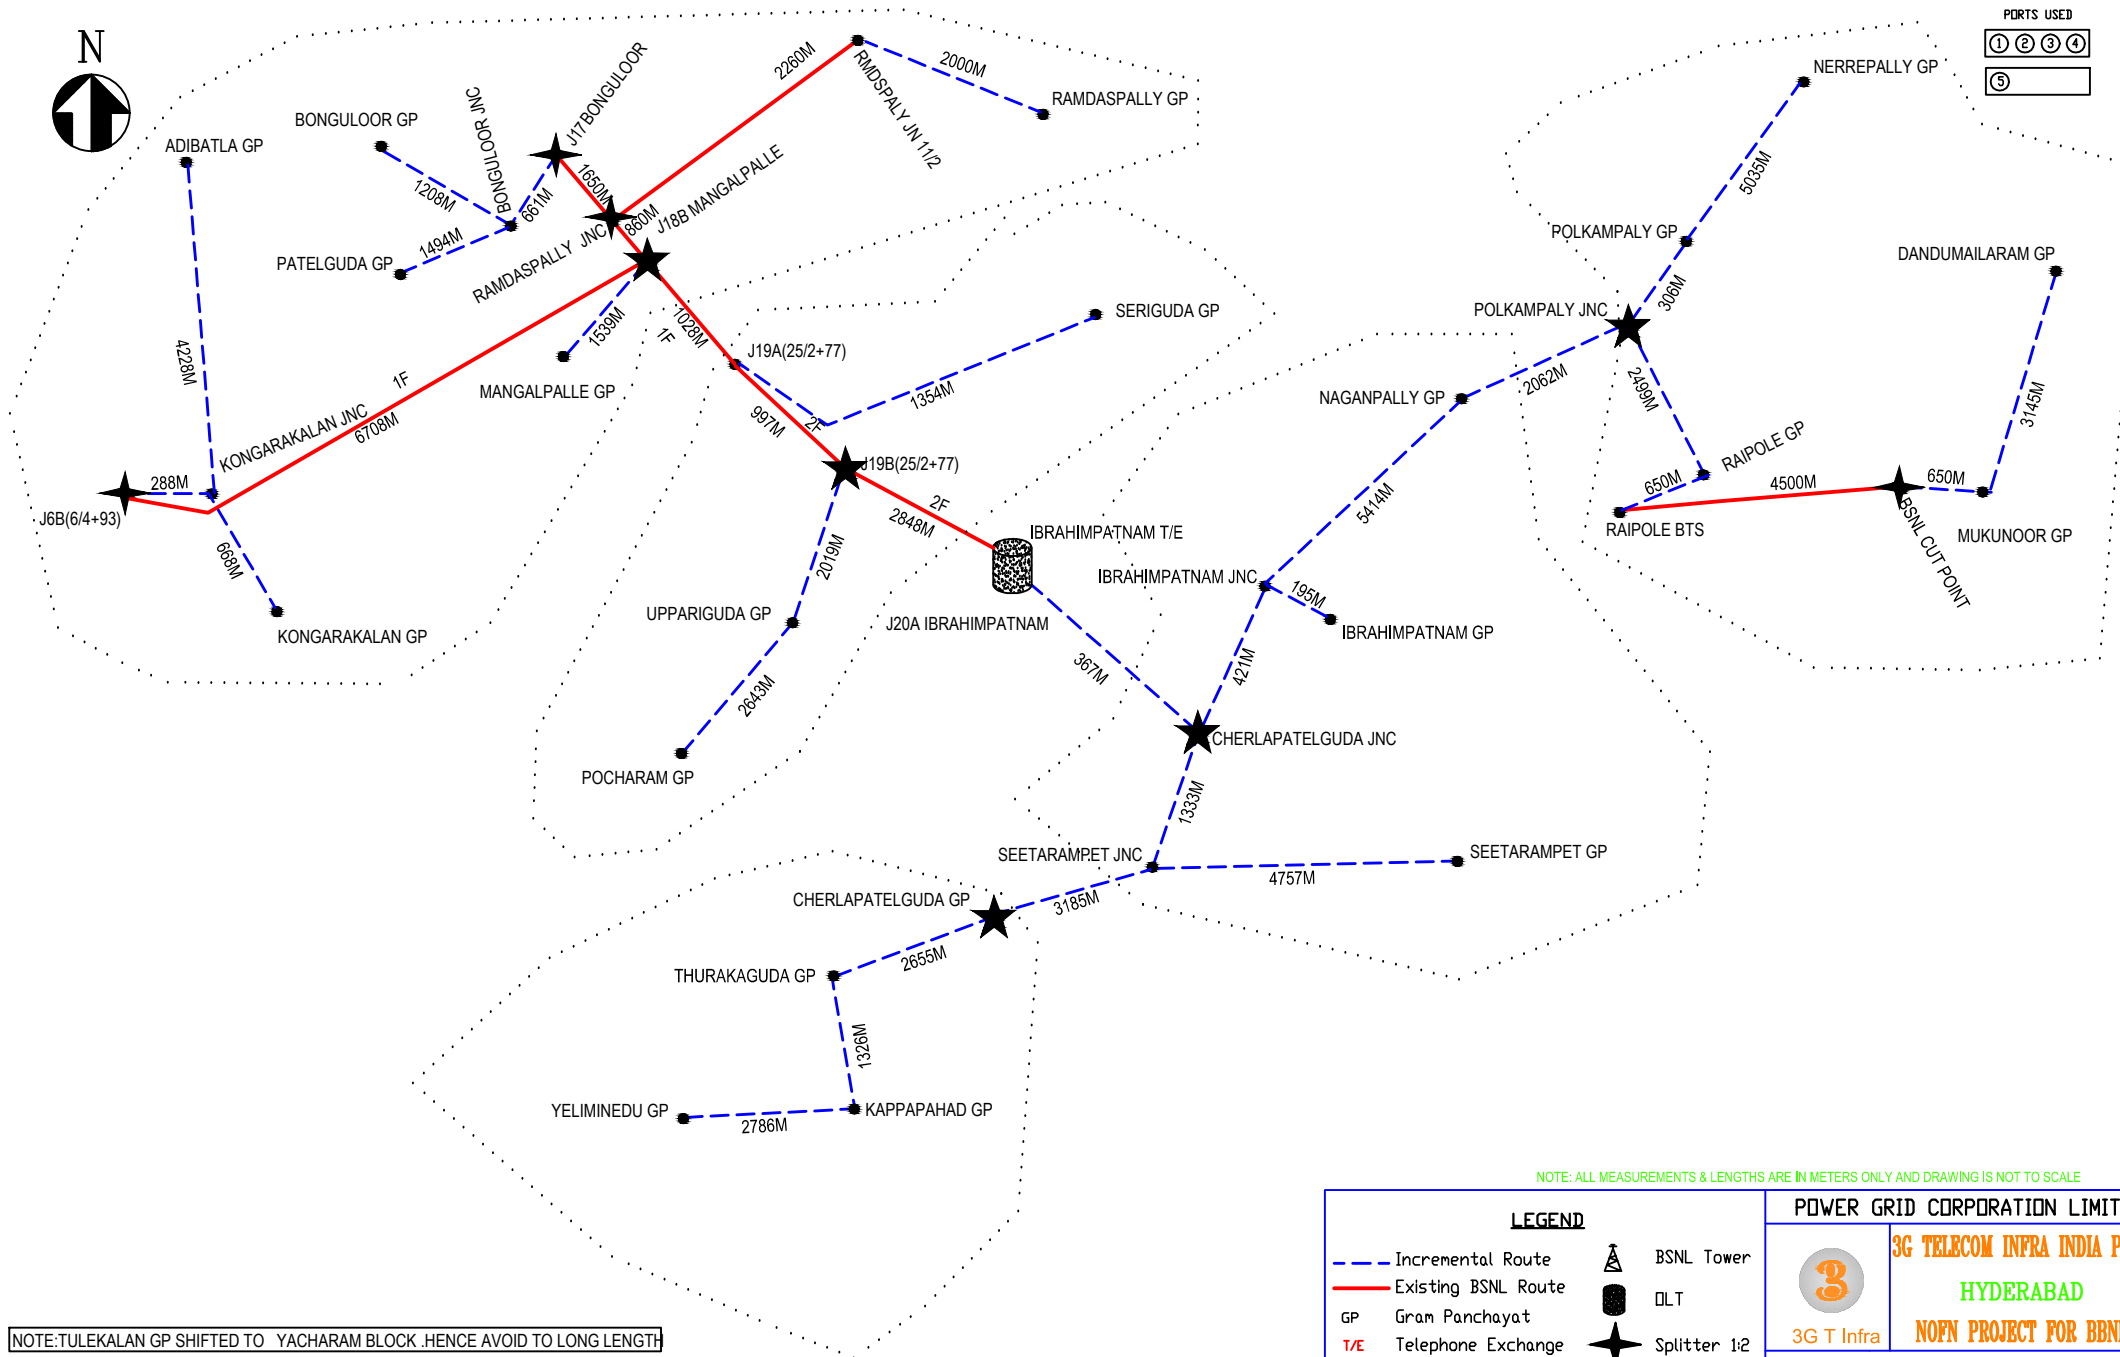 PORTS USED
1 2 3 4
5
N
ADIBATLA GP
BONGULOOR GP
BONGULOOR JNC
J17 BONGULOOR
2260M
RMDSPALY JN 11/2
2000M
RAMDASPALLY GP
1208M
661M
1650M
860M
J18B MANGALPALLE
1494M
PATELGUDA GP
RAMDASPALLY JNC
4228M
1539M
1028M
1F
MANGALPALLE GP
J19A(25/2+77)
SERIGUDA GP
1354M
997M
2F
1F
KONGARAKALAN JNC
6708M
288M
J6B(6/4+93)
668M
KONGARAKALAN GP
J19B(25/2+77)
2F
2848M
2019M
UPPARIGUDA GP
2643M
POCHARAM GP
IBRAHIMPATNAM T/E
J20A IBRAHIMPATNAM
367M
IBRAHIMPATNAM JNC
195M
IBRAHIMPATNAM GP
421M
CHERLAPATELGUDA JNC
5414M
NAGANPALLY GP
2062M
POLKAMPALY JNC
POLKAMPALY GP
306M
5035M
NERREPALLY GP
DANDUMAILARAM GP
3145M
2499M
RAIPOLE GP
650M
RAIPOLE BTS
4500M
650M
BSNL CUT POINT
MUKUNOOR GP
1333M
SEETARAMPET JNC
SEETARAMPET GP
4757M
3185M
CHERLAPATELGUDA GP
2655M
THURAKAGUDA GP
1326M
KAPPAPAHAD GP
2786M
YELIMINEDU GP
NOTE: ALL MEASUREMENTS & LENGTHS ARE IN METERS ONLY AND DRAWING IS NOT TO SCALE
LEGEND
Incremental Route
BSNL Tower
Existing BSNL Route
OLT
GP Gram Panchayat
T/E Telephone Exchange
Splitter 1:2
POWER GRID CORPORATION LIMIT
3
3G T Infra
3G TELECOM INFRA INDIA P
HYDERABAD
NOFN PROJECT FOR BBN
NOTE:TULEKALAN GP SHIFTED TO YACHARAM BLOCK .HENCE AVOID TO LONG LENGTH